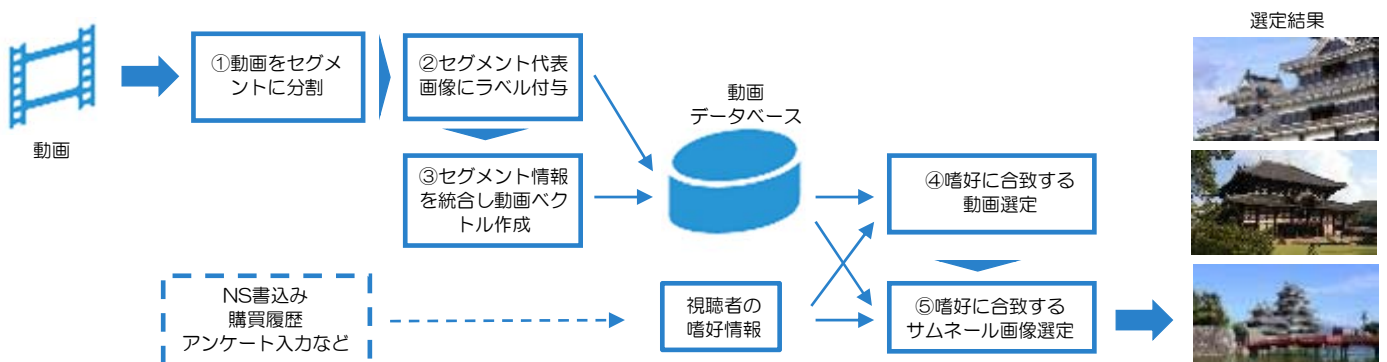 選定結果
①動画をセグメ
ントに分割
②セグメント代表
画像にラベル付与
動画
データベース
動画
③セグメント情報
を統合し動画ベク
トル作成
④嗜好に合致する
動画選定
NS書込み
購買履歴
アンケート入力など
視聴者の
嗜好情報
⑤嗜好に合致する
サムネール画像選定